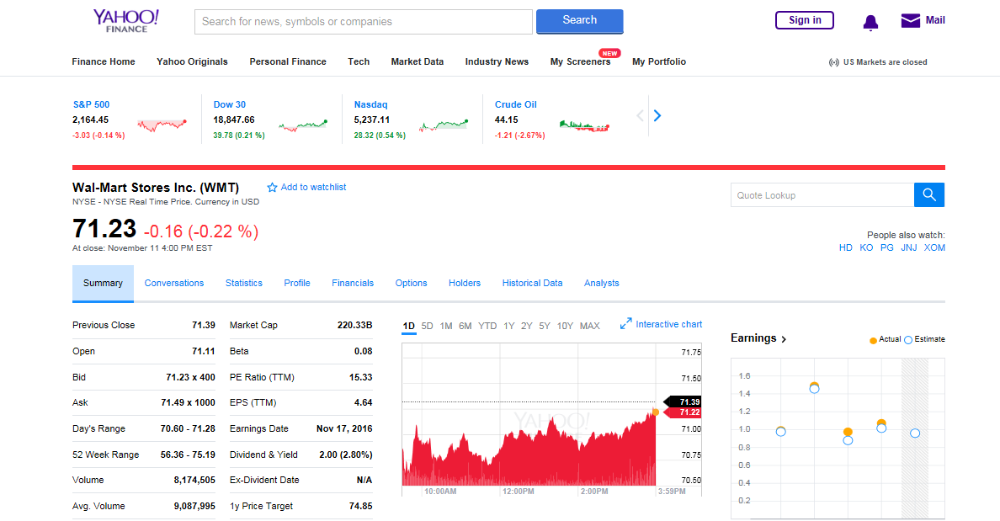 YAHOO!
FINANCE
Search for news, symbols or companies
Search
Sign in
Mail
Finance Home Yahoo Originals Personal Finance Tech Market Data Industry News My Screeners NEW My Portfolio
US Markets are closed
S&P 500
2,164.45
-3.03 (-0.14 %)
Dow 30
18,847.66
39.78 (0.21 %)
Nasdaq
5,237.11
28.32 (0.54 %)
Crude Oil
44.15
-1.21 (-2.67%)
Wal-Mart Stores Inc. (WMT)
Add to watchlist
NYSE - NYSE Real Time Price. Currency in USD
Quote Lookup
71.23 -0.16 (-0.22 %)
At close: November 11 4:00 PM EST
People also watch:
HD KO PG JNJ XOM
Summary Conversations Statistics Profile Financials Options Holders Historical Data Analysts
Previous Close 71.39
Open 71.11
Bid 71.23 x 400
Ask 71.49 x 1000
Day's Range 70.60 - 71.28
52 Week Range 56.36 - 75.19
Volume 8,174,505
Avg. Volume 9,087,995
Market Cap 220.33B
Beta 0.08
PE Ratio (TTM) 15.33
EPS (TTM) 4.64
Earnings Date Nov 17, 2016
Dividend & Yield 2.00 (2.80%)
Ex-Dividend Date N/A
1y Price Target 74.85
1D 5D 1M 6M YTD 1Y 2Y 5Y 10Y MAX
Interactive chart
71.75
71.50
71.39
71.22
71.00
70.75
70.50
YAHOO!
10:00AM 12:00PM 2:00PM 3:59PM
Earnings
Actual Estimate
1.6
1.4
1.2
1.0
0.8
0.6
0.4
0.2